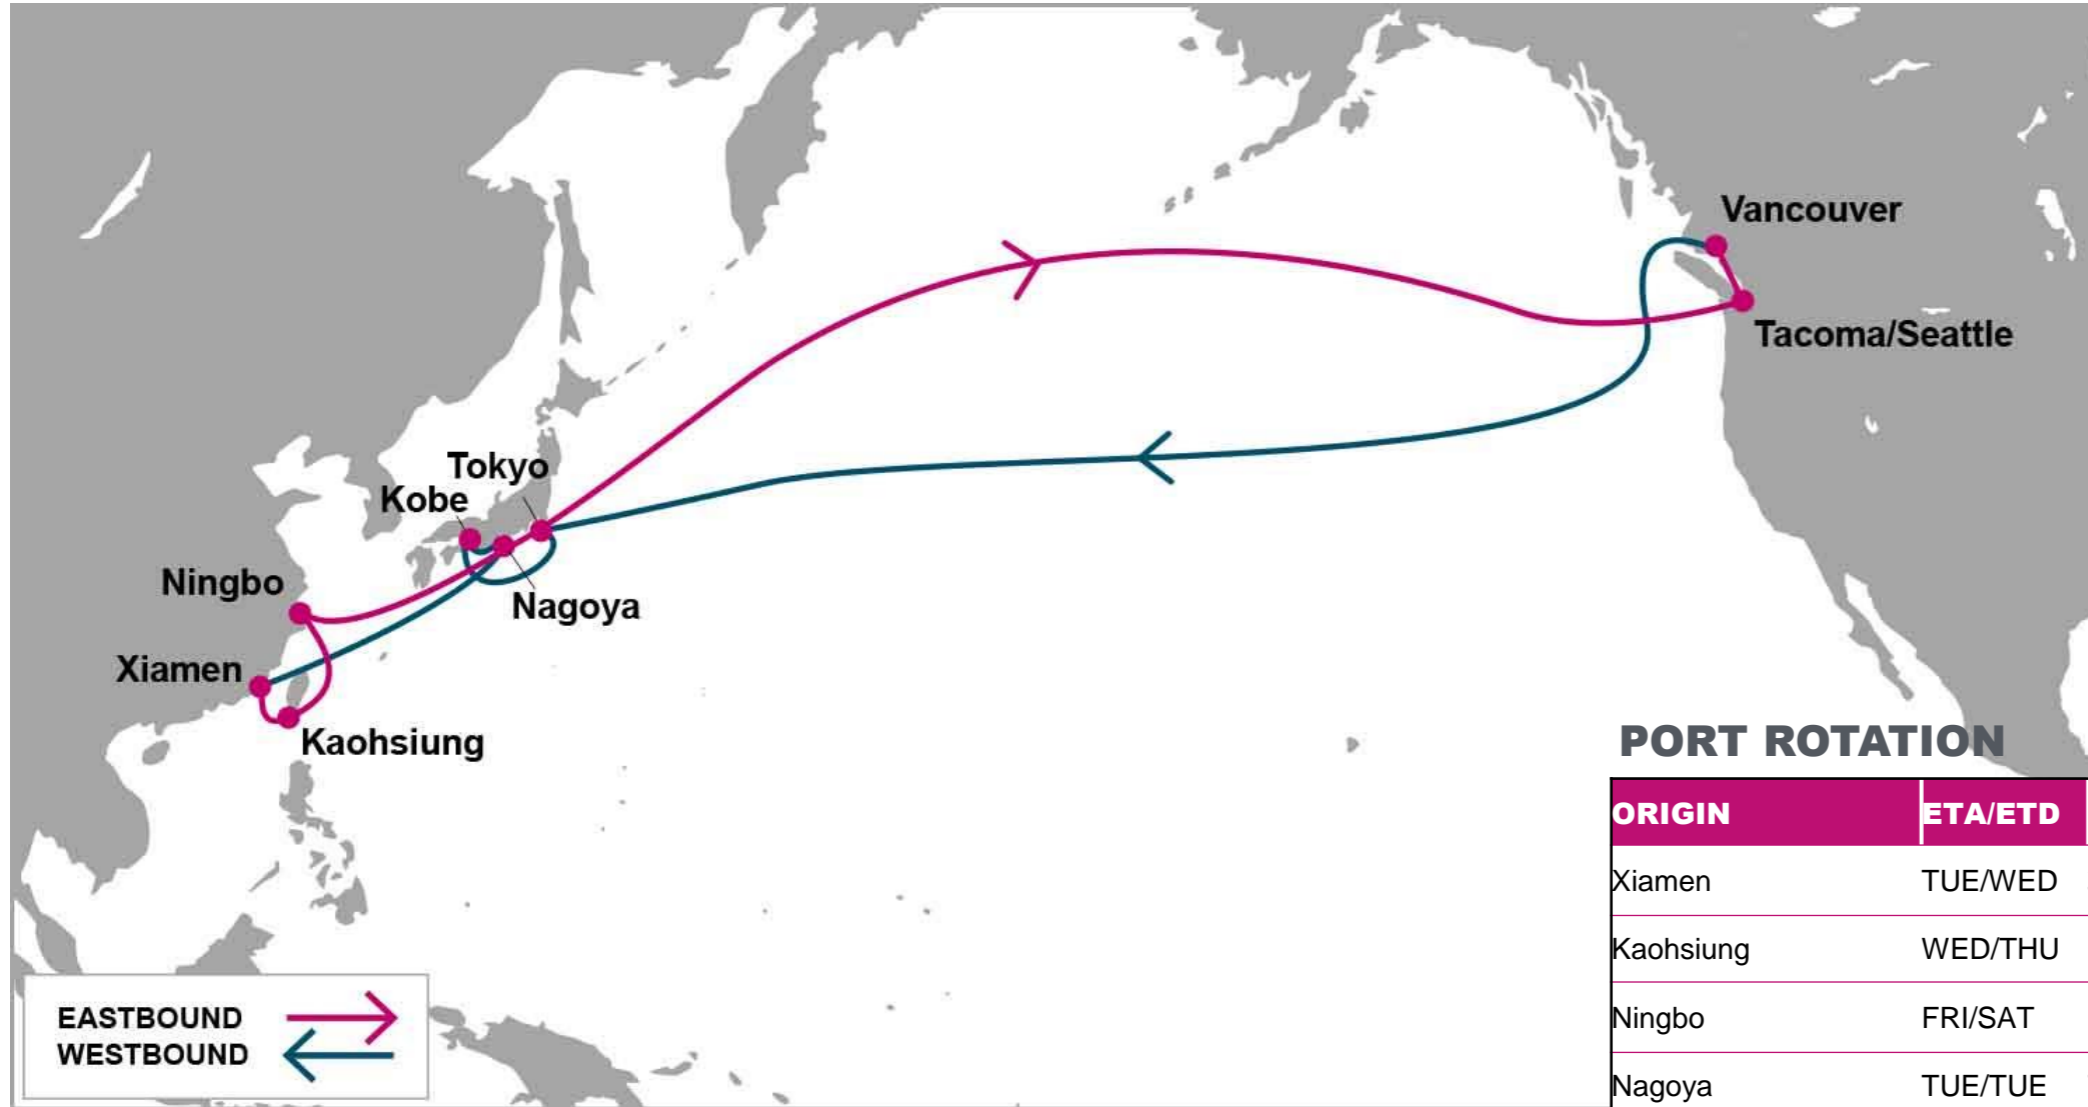 Vancouver
Tacoma/Seattle
Tokyo
Kobe
Ningbo
Nagoya
Xiamen
Kaohsiung
PORT ROTATION
ORIGIN ETA/ETD
Xiamen TUE/WED
Kaohsiung WED/THU
Ningbo FRI/SAT
Nagoya TUE/TUE
EASTBOUND
WESTBOUND